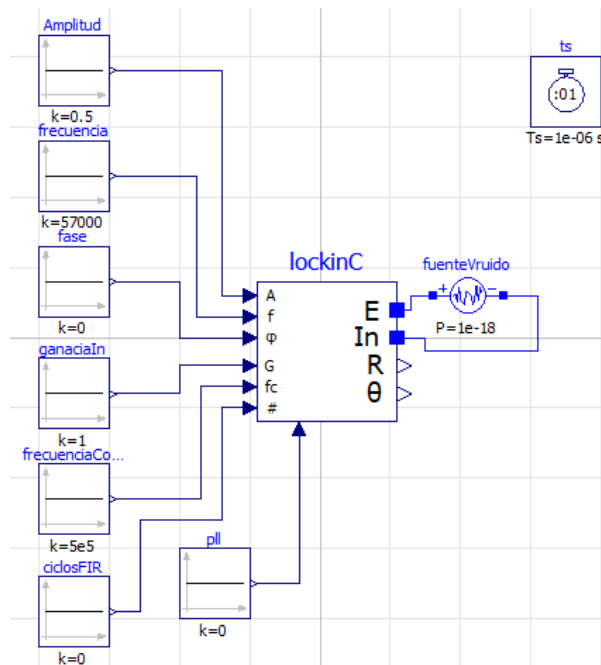 Amplitud
k=0.5
frecuencia
k=57000
fase
k=0
ganaciaIn
k=1
frecuenciaCo...
k=5e5
ciclosFIR
k=0
pll
k=0
lockinC
A
f
φ
G
fc
#
E
In
R
θ
fuenteVruido
+
−
P=1e-18
ts
:01
Ts=1e-06 s